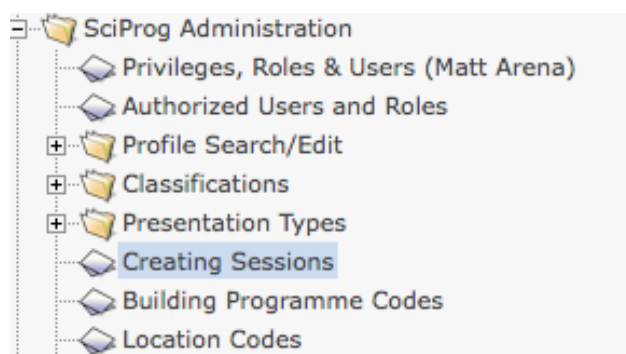 SciProg Administration
Privileges, Roles & Users (Matt Arena)
Authorized Users and Roles
Profile Search/Edit
Classifications
Presentation Types
Creating Sessions
Building Programme Codes
Location Codes